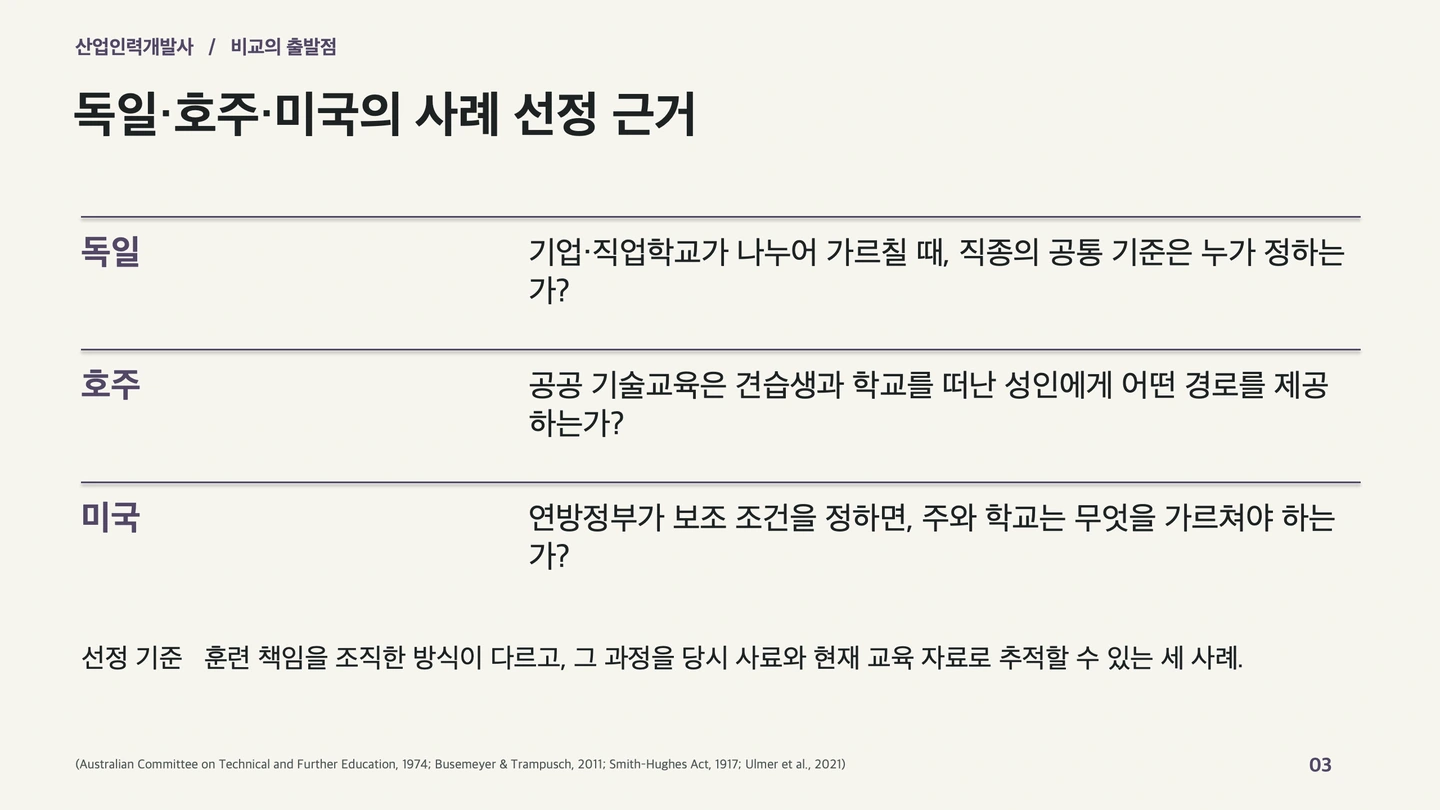 산업인력개발사 / 비교의 출발점
독일·호주·미국의 사례 선정 근거
독일
기업·직업학교가 나누어 가르칠 때, 직종의 공통 기준은 누가 정하는
가?
호주
공공 기술교육은 견습생과 학교를 떠난 성인에게 어떤 경로를 제공
하는가?
미국
연방정부가 보조 조건을 정하면, 주와 학교는 무엇을 가르쳐야 하는
가?
선정 기준 훈련 책임을 조직한 방식이 다르고, 그 과정을 당시 사료와 현재 교육 자료로 추적할 수 있는 세 사례.
(Australian Committee on Technical and Further Education, 1974; Busemeyer & Trampusch, 2011; Smith-Hughes Act, 1917; Ulmer et al., 2021)
03